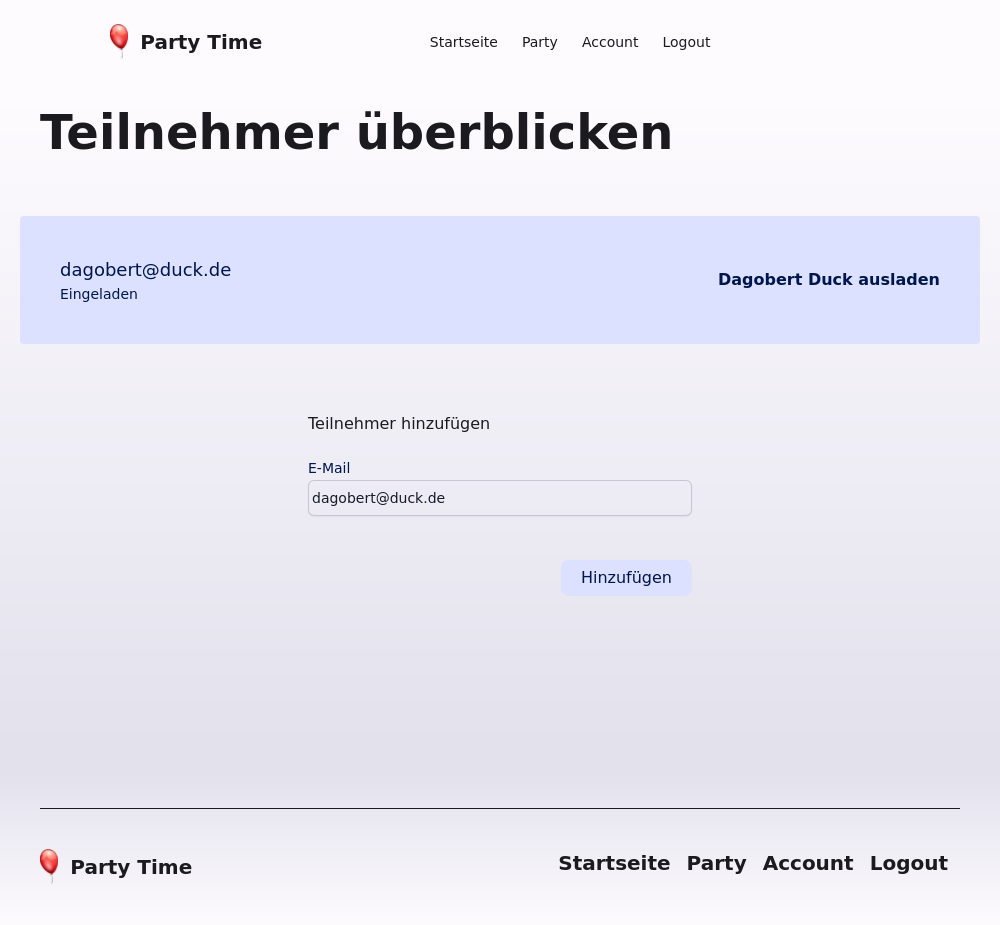 Party Time
Startseite Party Account Logout
Teilnehmer überblicken
dagobert@duck.de
Eingeladen
Dagobert Duck ausladen
Teilnehmer hinzufügen
E-Mail
dagobert@duck.de
Hinzufügen
Party Time
Startseite Party Account Logout